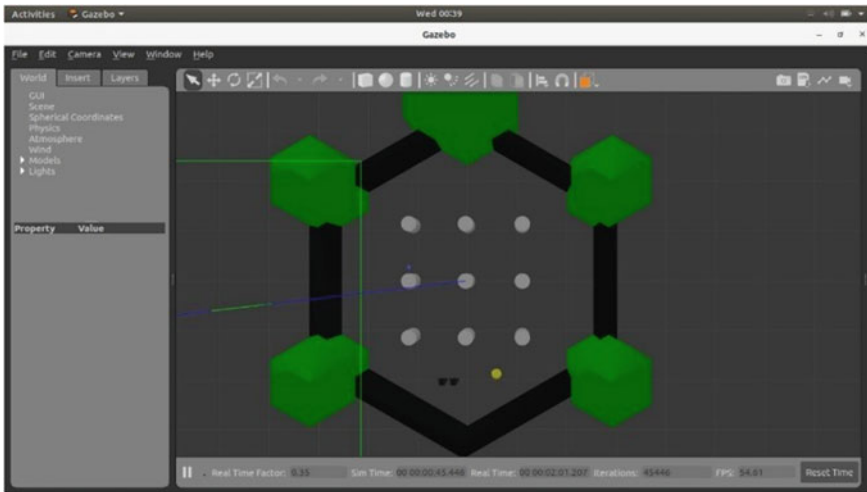 Activities Gazebo Wed 00:39
Gazebo
File Edit Camera View Window Help
World Insert Layers
GUI
Scene
Spherical Coordinates
Physics
Atmosphere
Wind
Models
Lights
Property Value
Real Time Factor: 0.35 Sim Time: 00 00:00:45.446 Real Time: 00 00:02:01.207 Iterations: 45446 FPS: 54.61 Reset Time